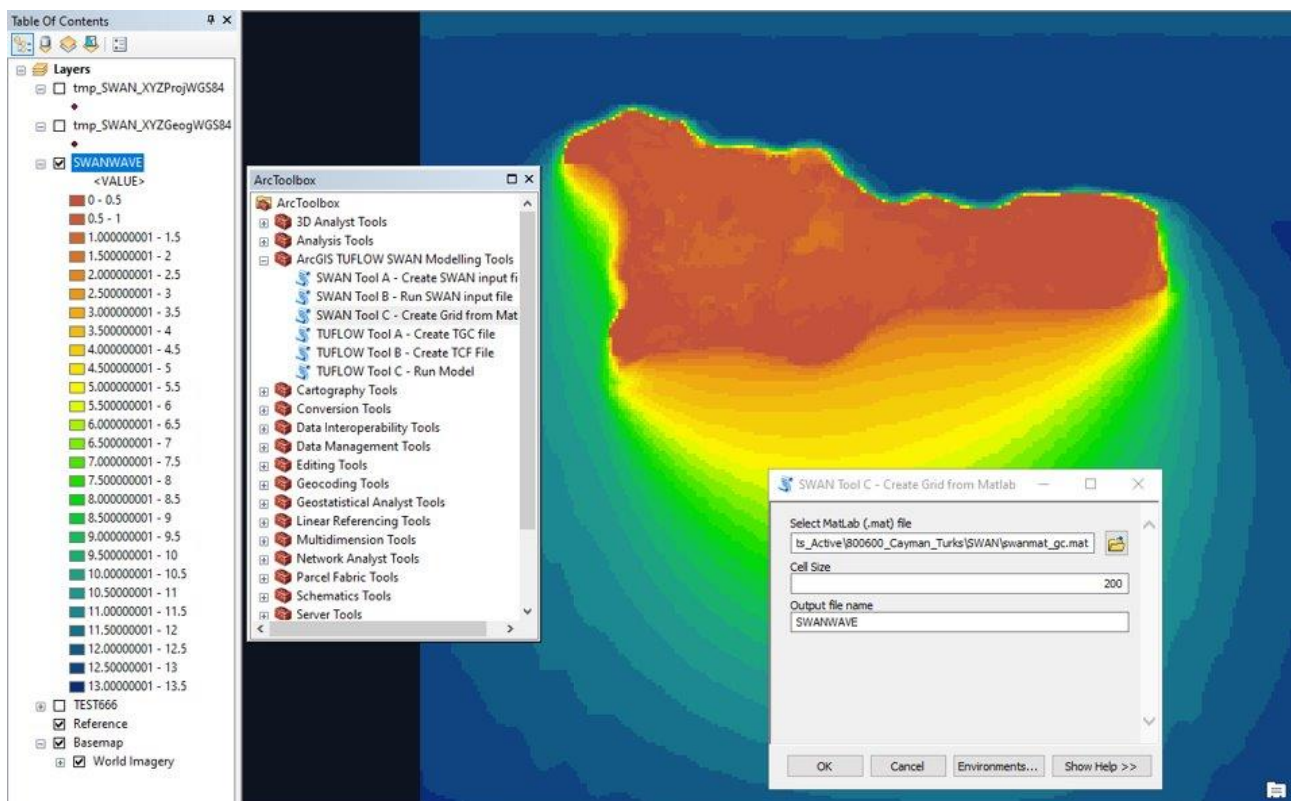 Table Of Contents
Layers
tmp_SWAN_XYZProjWGS84
tmp_SWAN_XYZGeogWGS84
SWANWAVE
<VALUE>
0 - 0.5
0.5 - 1
1.000000001 - 1.5
1.500000001 - 2
2.000000001 - 2.5
2.500000001 - 3
3.000000001 - 3.5
3.500000001 - 4
4.000000001 - 4.5
4.500000001 - 5
5.000000001 - 5.5
5.500000001 - 6
6.000000001 - 6.5
6.500000001 - 7
7.000000001 - 7.5
7.500000001 - 8
8.000000001 - 8.5
8.500000001 - 9
9.000000001 - 9.5
9.500000001 - 10
10.00000001 - 10.5
10.50000001 - 11
11.00000001 - 11.5
11.50000001 - 12
12.00000001 - 12.5
12.50000001 - 13
13.00000001 - 13.5
TEST666
Reference
Basemap
World Imagery
ArcToolbox
ArcToolbox
3D Analyst Tools
Analysis Tools
ArcGIS TUFLOW SWAN Modelling Tools
SWAN Tool A - Create SWAN input fi
SWAN Tool B - Run SWAN input file
SWAN Tool C - Create Grid from Mat
TUFLOW Tool A - Create TGC file
TUFLOW Tool B - Create TCF File
TUFLOW Tool C - Run Model
Cartography Tools
Conversion Tools
Data Interoperability Tools
Data Management Tools
Editing Tools
Geocoding Tools
Geostatistical Analyst Tools
Linear Referencing Tools
Multidimension Tools
Network Analyst Tools
Parcel Fabric Tools
Schematics Tools
Server Tools
SWAN Tool C - Create Grid from Matlab
Select MatLab (.mat) file
ts_Active\800600_Cayman_Turks\SWAN\swanmat_gc.mat
Cell Size
200
Output file name
SWANWAVE
OK
Cancel
Environments...
Show Help >>